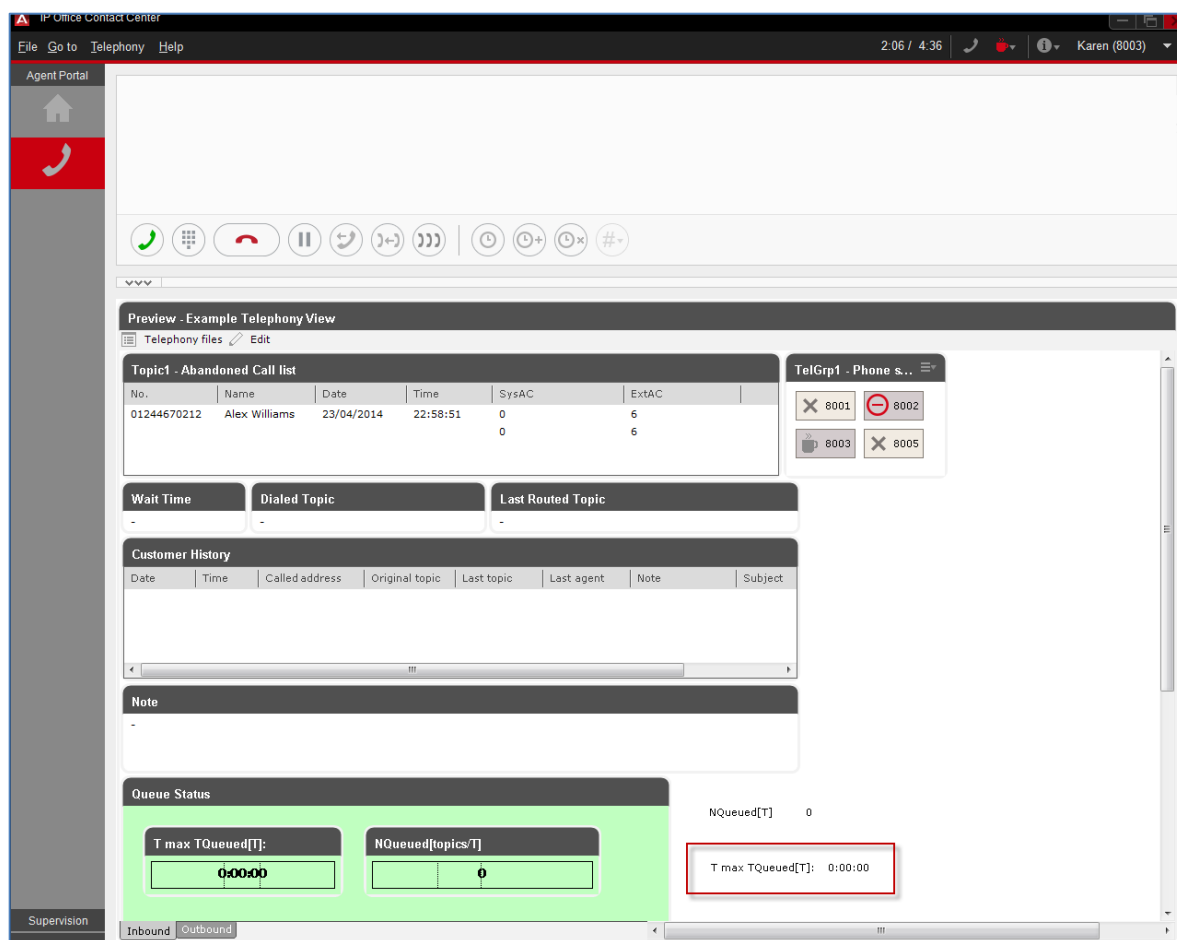 IP Office Contact Center
File Go to Telephony Help 2:06 / 4:36 Karen (8003)
Agent Portal
Preview - Example Telephony View
Telephony files Edit
Topic1 - Abandoned Call list
No. Name Date Time SysAC ExtAC
01244670212 Alex Williams 23/04/2014 22:58:51 0 6
0 6
TelGrp1 - Phone s...
8001 8002
8003 8005
Wait Time Dialed Topic Last Routed Topic
- - -
Customer History
Date Time Called address Original topic Last topic Last agent Note Subject
Note
-
Queue Status
NQueued[T] 0
T max TQueued[T]: NQueued[topics/T]
0:00:00 0
T max TQueued[T]: 0:00:00
Supervision
Inbound Outbound